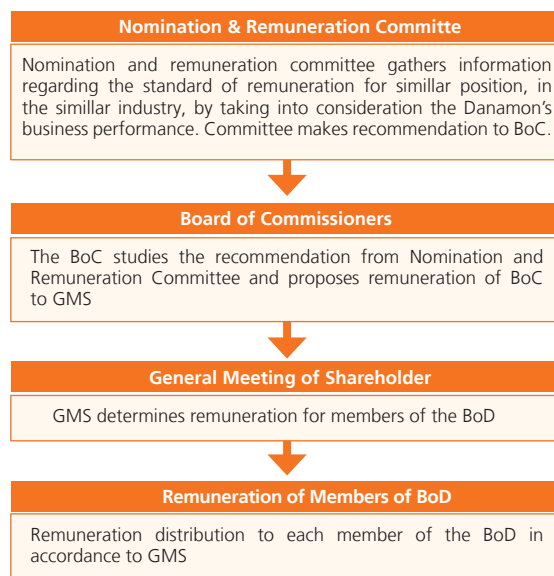 Nomination & Remuneration Committe
Nomination and remuneration committee gathers information
regarding the standard of remuneration for simillar position, in
the simillar industry, by taking into consideration the Danamon's
business performance. Committee makes recommendation to BoC.
Board of Commissioners
The BoC studies the recommendation from Nomination and
Remuneration Committee and proposes remuneration of BoC
to GMS
General Meeting of Shareholder
GMS determines remuneration for members of the BoD
Remuneration of Members of BoD
Remuneration distribution to each member of the BoD in
accordance to GMS